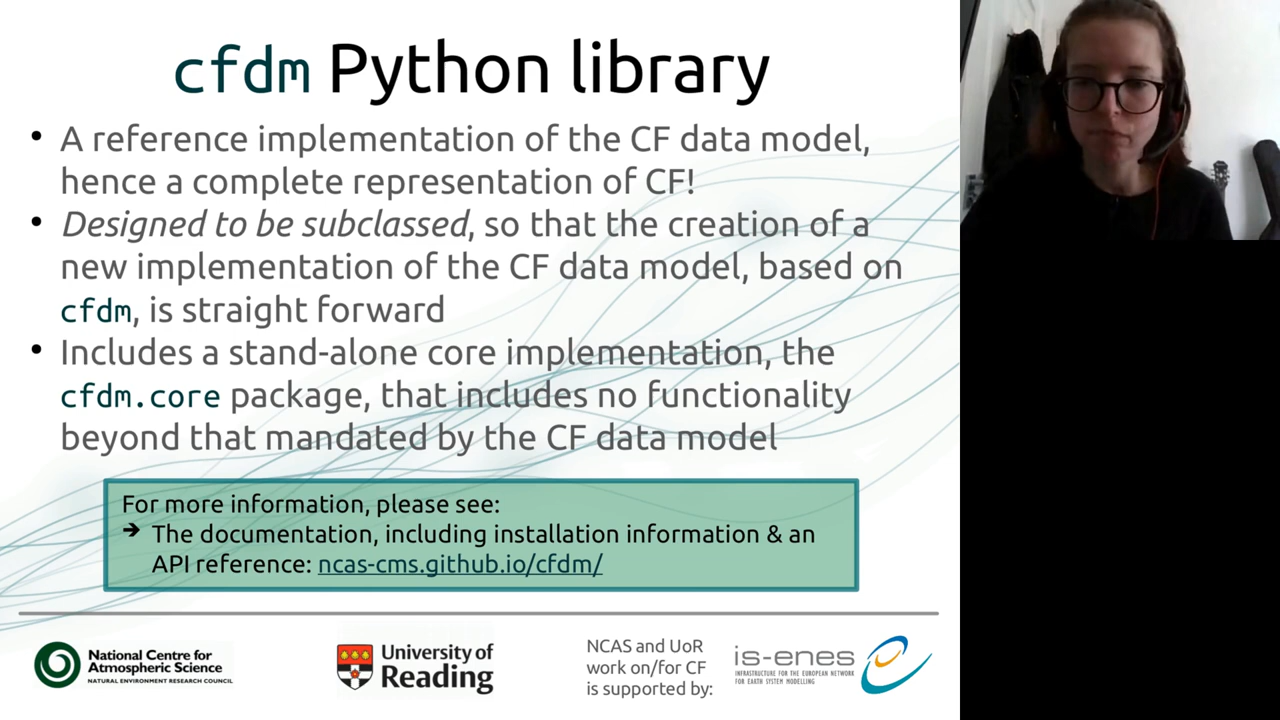 cfdm Python library
• A reference implementation of the CF data model,
hence a complete representation of CF!
• Designed to be subclassed, so that the creation of a
new implementation of the CF data model, based on
cfdm, is straight forward
• Includes a stand-alone core implementation, the
cfdm.core package, that includes no functionality
beyond that mandated by the CF data model
For more information, please see:
➔ The documentation, including installation information & an
API reference: ncas-cms.github.io/cfdm/
National Centre for
Atmospheric Science
NATURAL ENVIRONMENT RESEARCH COUNCIL
University of
Reading
NCAS and UoR
work on/for CF
is supported by:
is-enes
INFRASTRUCTURE FOR THE EUROPEAN NETWORK
FOR EARTH SYSTEM MODELLING